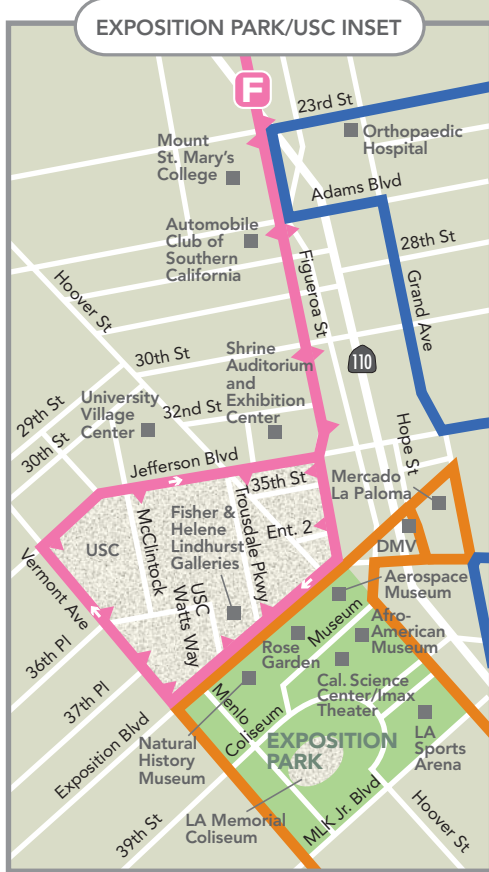 EXPOSITION PARK/USC INSET
F
23rd St
Orthopaedic
Hospital
Mount
St. Mary's
College
Adams Blvd
Automobile
Club of
Southern
California
28th St
Figueroa St
Grand Ave
Hoover St
110
30th St
Shrine
Auditorium
and
Exhibition
Center
29th St
University
Village
Center
32nd St
30th St
Hope St
Jefferson Blvd
Mercado
La Paloma
35th St
Trousdale Pkwy
McClintock
Fisher &
Helene
Lindhurst
Galleries
Ent. 2
USC
DMV
Vermont Ave
USC
Watts Way
Aerospace
Museum
Museum
Afro-
American
Museum
36th Pl
Rose
Garden
Cal. Science
Center/Imax
Theater
37th Pl
Menlo
Coliseum
Exposition Blvd
Natural
History
Museum
EXPOSITION
PARK
LA
Sports
Arena
39th St
LA Memorial
Coliseum
MLK Jr. Blvd
Hoover St